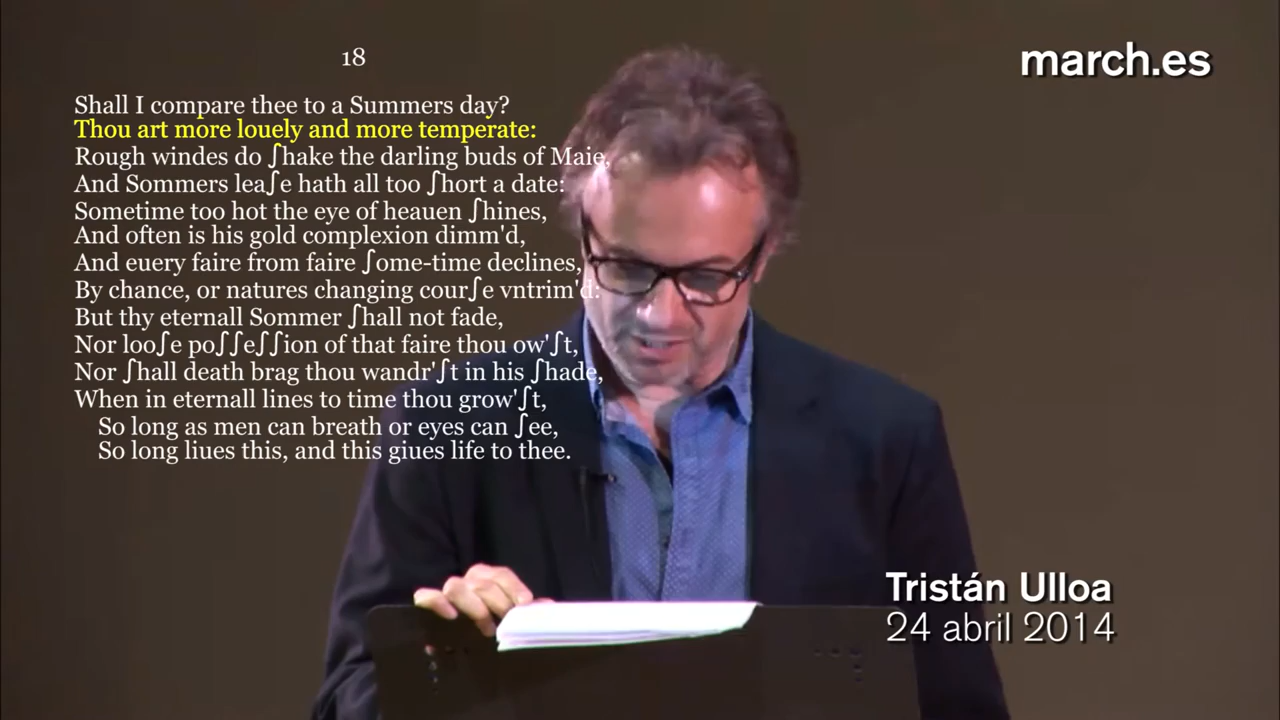 18
march.es
Shall I compare thee to a Summers day?
Thou art more louely and more temperate:
Rough windes do ʃhake the darling buds of Maie,
And Sommers leaʃe hath all too ʃhort a date:
Sometime too hot the eye of heauen ʃhines,
And often is his gold complexion dimm'd,
And euery faire from faire ʃome-time declines,
By chance, or natures changing courʃe vntrim'd:
But thy eternall Sommer ʃhall not fade,
Nor looʃe poʃʃeʃʃion of that faire thou ow'ʃt,
Nor ʃhall death brag thou wandr'ʃt in his ʃhade,
When in eternall lines to time thou grow'ʃt,
So long as men can breath or eyes can ʃee,
So long liues this, and this giues life to thee.
Tristán Ulloa
24 abril 2014